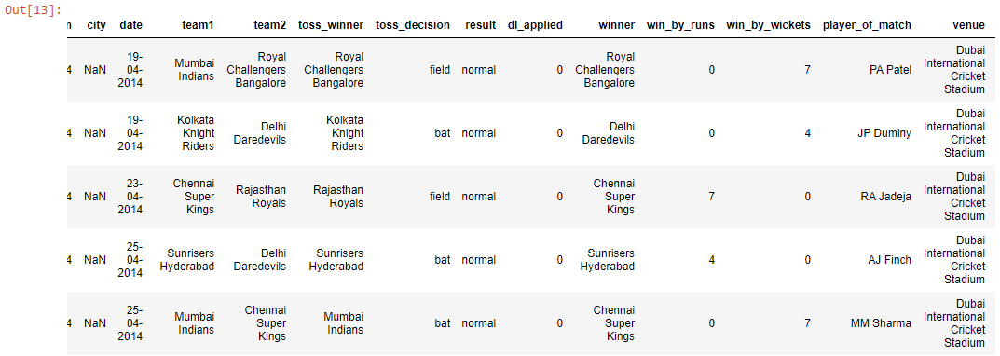 Out[13]:
n city date team1 team2 toss_winner toss_decision result dl_applied winner win_by_runs win_by_wickets player_of_match venue
4 NaN 19-04-2014 Mumbai Indians Royal Challengers Bangalore Royal Challengers Bangalore field normal 0 Royal Challengers Bangalore 0 7 PA Patel Dubai International Cricket Stadium
4 NaN 19-04-2014 Kolkata Knight Riders Delhi Daredevils Kolkata Knight Riders bat normal 0 Delhi Daredevils 0 4 JP Duminy Dubai International Cricket Stadium
4 NaN 23-04-2014 Chennai Super Kings Rajasthan Royals Rajasthan Royals field normal 0 Chennai Super Kings 7 0 RA Jadeja Dubai International Cricket Stadium
4 NaN 25-04-2014 Sunrisers Hyderabad Delhi Daredevils Sunrisers Hyderabad bat normal 0 Sunrisers Hyderabad 4 0 AJ Finch Dubai International Cricket Stadium
4 NaN 25-04-2014 Mumbai Indians Chennai Super Kings Mumbai Indians bat normal 0 Chennai Super Kings 0 7 MM Sharma Dubai International Cricket Stadium